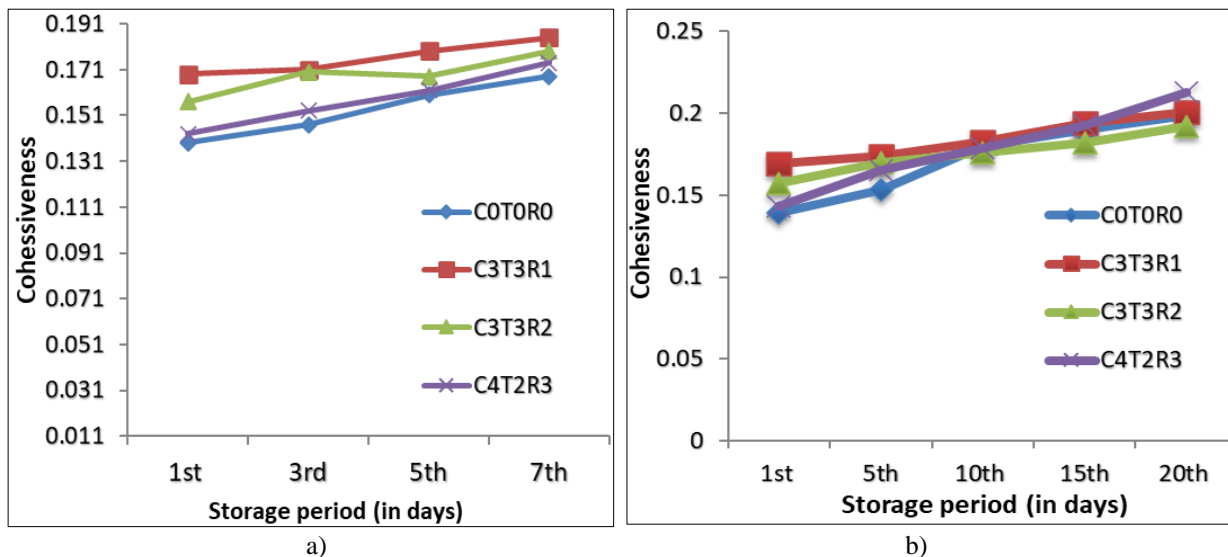 0.191
0.171
0.151
0.131
0.111
0.091
0.071
0.051
0.031
0.011
Cohessiveness
C0T0R0
C3T3R1
C3T3R2
C4T2R3
1st 3rd 5th 7th
Storage period (in days)
a)
0.25
0.2
0.15
0.1
0.05
0
Cohesiveness
C0T0R0
C3T3R1
C3T3R2
C4T2R3
1st 5th 10th 15th 20th
Storage period (in days)
b)